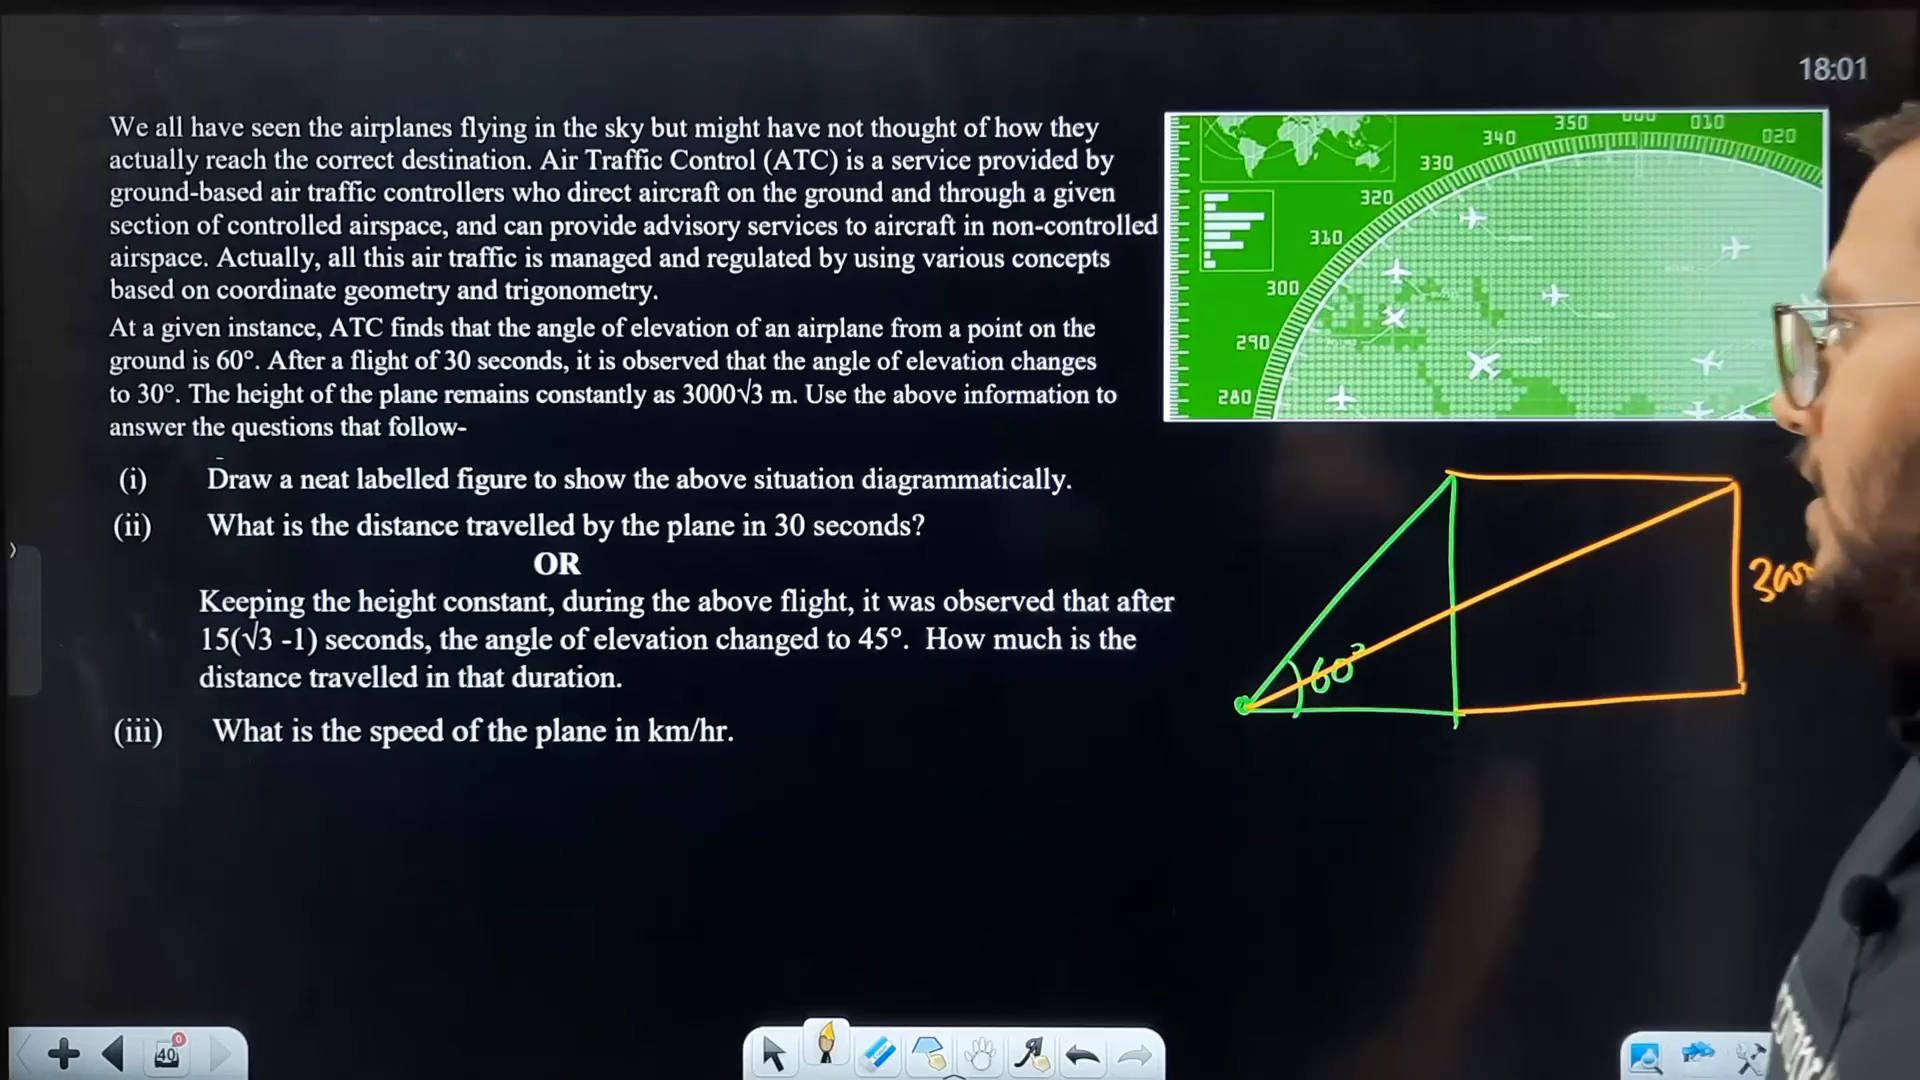 18:01
We all have seen the airplanes flying in the sky but might have not thought of how they
actually reach the correct destination. Air Traffic Control (ATC) is a service provided by
ground-based air traffic controllers who direct aircraft on the ground and through a given
section of controlled airspace, and can provide advisory services to aircraft in non-controlled
airspace. Actually, all this air traffic is managed and regulated by using various concepts
based on coordinate geometry and trigonometry.
At a given instance, ATC finds that the angle of elevation of an airplane from a point on the
ground is 60°. After a flight of 30 seconds, it is observed that the angle of elevation changes
to 30°. The height of the plane remains constantly as 3000√3 m. Use the above information to
answer the questions that follow-
(i) Draw a neat labelled figure to show the above situation diagrammatically.
(ii) What is the distance travelled by the plane in 30 seconds?
OR
Keeping the height constant, during the above flight, it was observed that after
15(√3 -1) seconds, the angle of elevation changed to 45°. How much is the
distance travelled in that duration.
(iii) What is the speed of the plane in km/hr.
280
290
300
310
320
330
340
350
010
020
60°
40
0